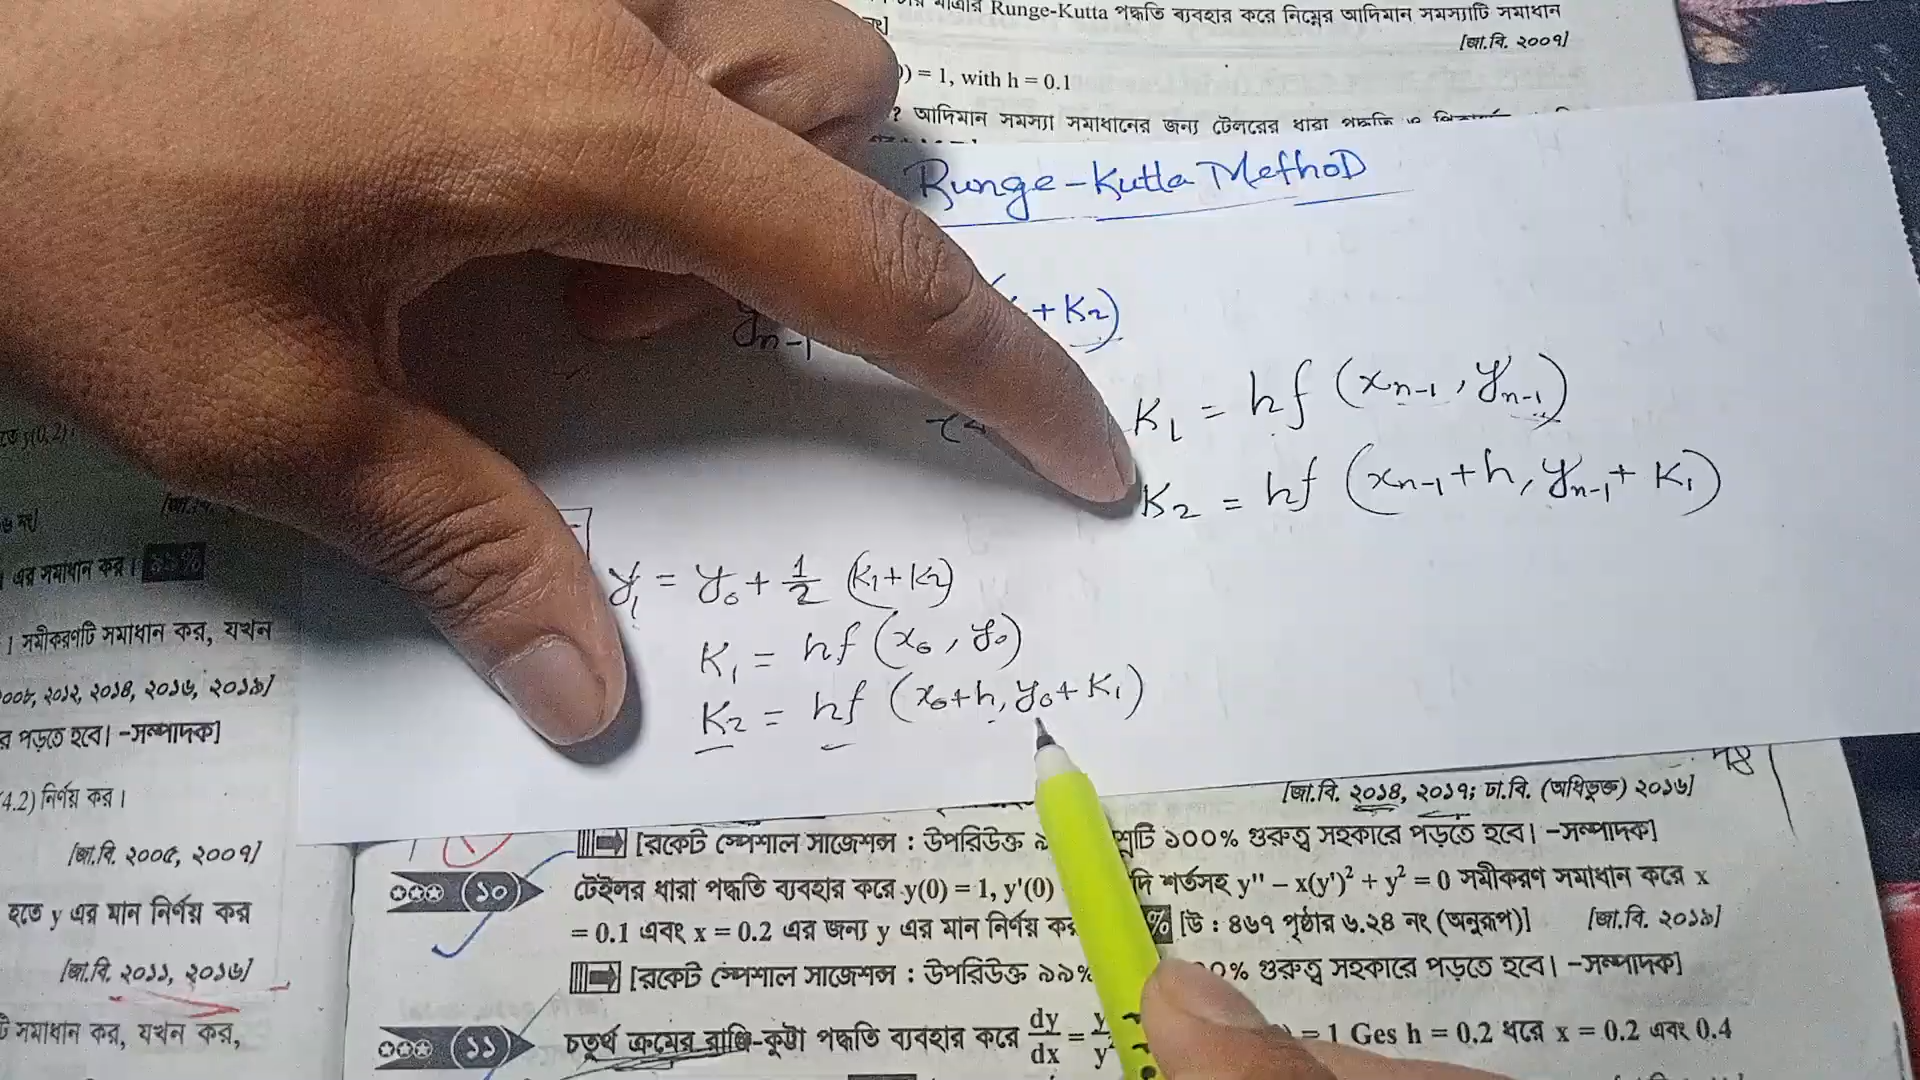 Runge-Kutta পদ্ধতি ব্যবহার করে নিম্নের আদিমান সমস্যাটি সমাধান
[জা.বি. ২০০৭]
) = 1, with h = 0.1
? আদিমান সমস্যা সমাধানের জন্য টেলরের ধারা পদ্ধতি ও
Runge-Kutta MethoD
y n-1
+ K2)
K1 = hf (xn-1, yn-1)
K2 = hf (xn-1+h, yn-1+ K1)
y1 = y0 + 1/2 (K1+K2)
K1 = hf (x0, y0)
K2 = hf (x0+h, y0+K1)
এর সমাধান কর।
। সমীকরণটি সমাধান কর, যখন
২০১২, ২০১৪, ২০১৬, ২০১৯]
র পড়তে হবে। -সম্পাদক]
4.2) নির্ণয় কর।
[জা.বি. ২০০৫, ২০০৭]
হতে y এর মান নির্ণয় কর
[জা.বি. ২০১১, ২০১৬]
সমাধান কর, যখন কর,
[জা.বি. ২০১৪, ২০১৭; ঢা.বি. (অধিভুক্ত) ২০১৬]
[রকেট স্পেশাল সাজেশন্স : উপরিউক্ত ১০০% গুরুত্ব সহকারে পড়তে হবে। -সম্পাদক]
১০ টেইলর ধারা পদ্ধতি ব্যবহার করে y(0) = 1, y'(0) শর্তসহ y'' – x(y')² + y² = 0 সমীকরণ সমাধান করে x
= 0.1 এবং x = 0.2 এর জন্য y এর মান নির্ণয় কর % [উ : ৪৬৭ পৃষ্ঠার ৬.২৪ নং (অনুরূপ)] [জা.বি. ২০১৯]
[রকেট স্পেশাল সাজেশন্স : উপরিউক্ত ৯৯% ০% গুরুত্ব সহকারে পড়তে হবে। -সম্পাদক]
১১ চতুর্থ ক্রমের রাঞ্জি-কুট্টা পদ্ধতি ব্যবহার করে dy/dx = ) = 1 Ges h = 0.2 ধরে x = 0.2 এবং 0.4